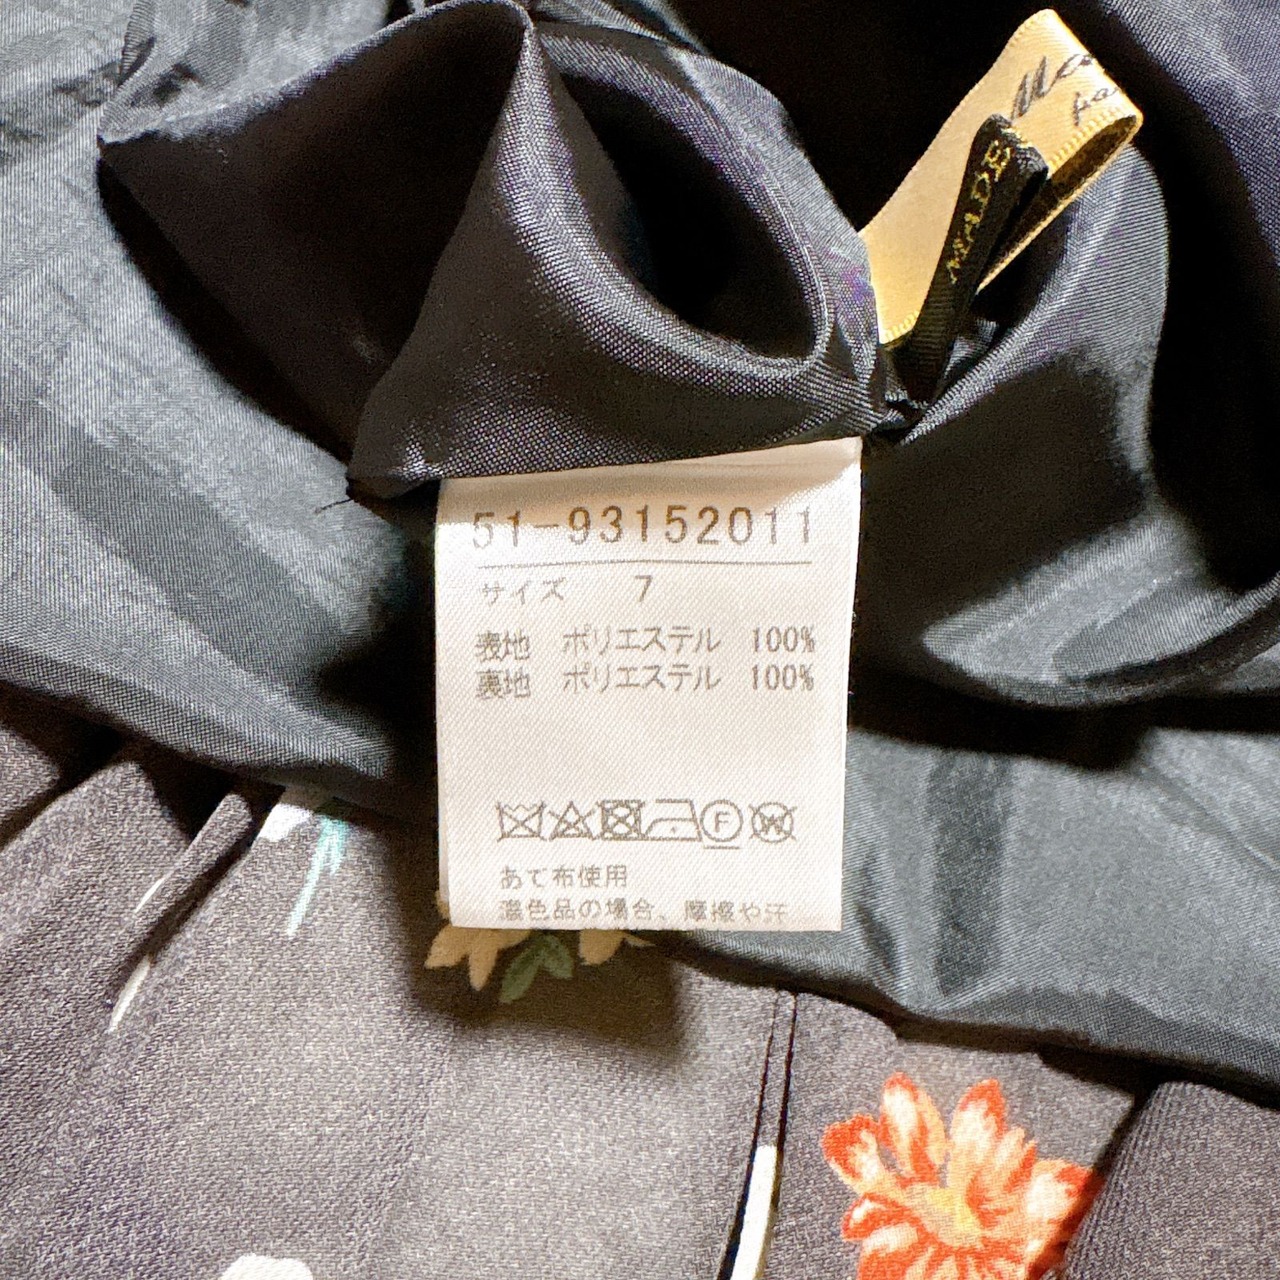 MADE
51-93152011
サイズ 7
表地 ポリエステル 100%
裏地 ポリエステル 100%
F
W
あて布使用
濃色品の場合、摩擦や汗